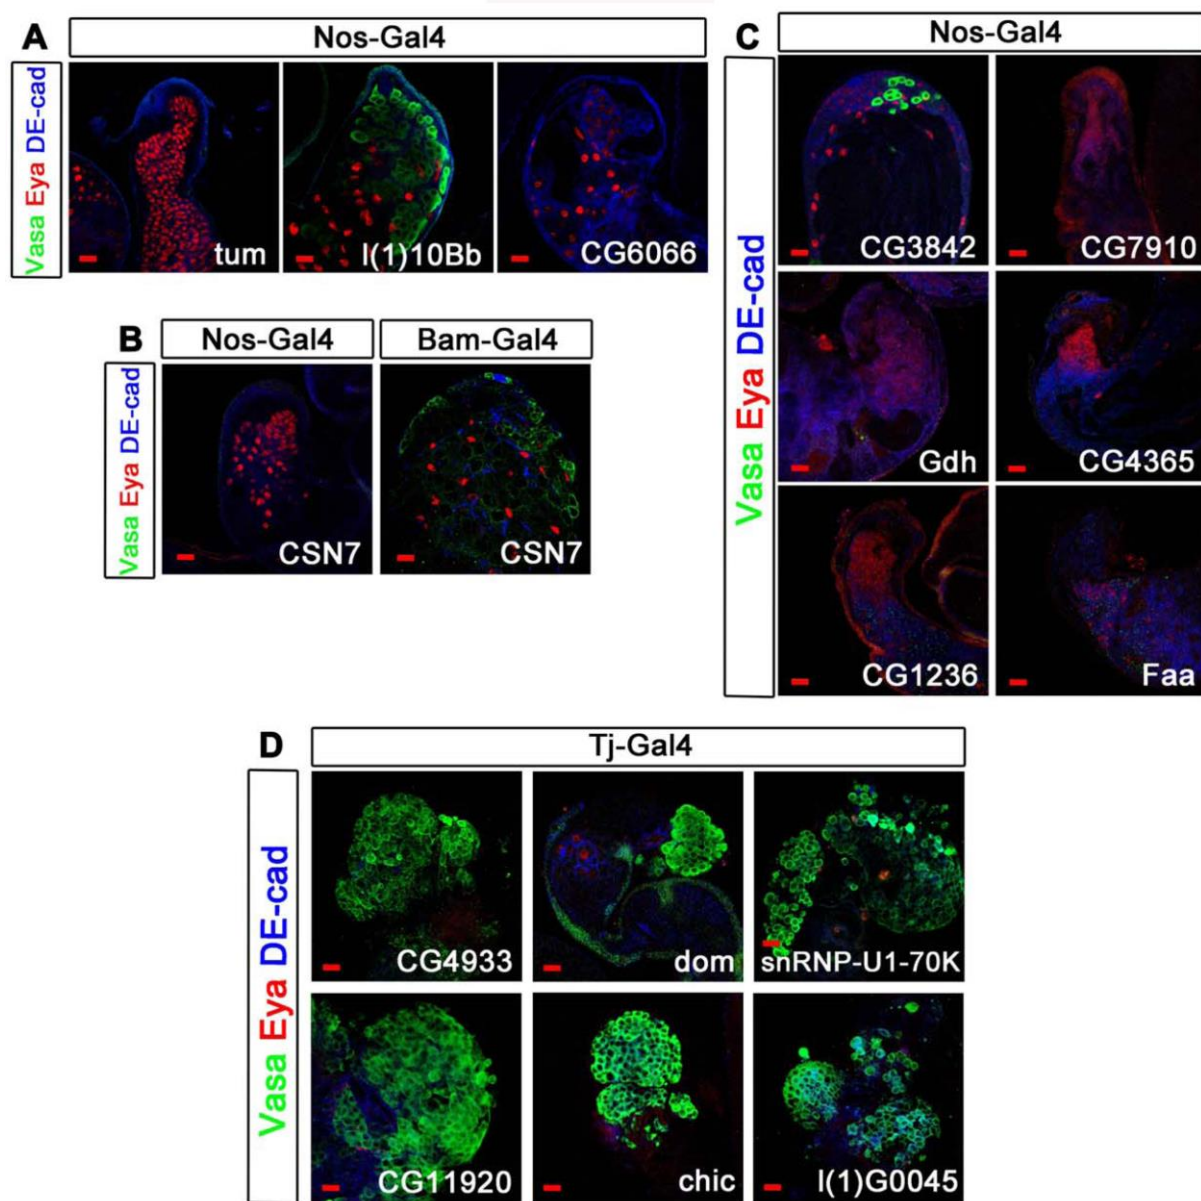 A
Nos-Gal4
Vasa Eya DE-cad
tum
l(1)10Bb
CG6066
B
Nos-Gal4
Bam-Gal4
Vasa Eya DE-cad
CSN7
CSN7
C
Nos-Gal4
Vasa Eya DE-cad
CG3842
CG7910
Gdh
CG4365
CG1236
Faa
D
Tj-Gal4
Vasa Eya DE-cad
CG4933
dom
snRNP-U1-70K
CG11920
chic
l(1)G0045